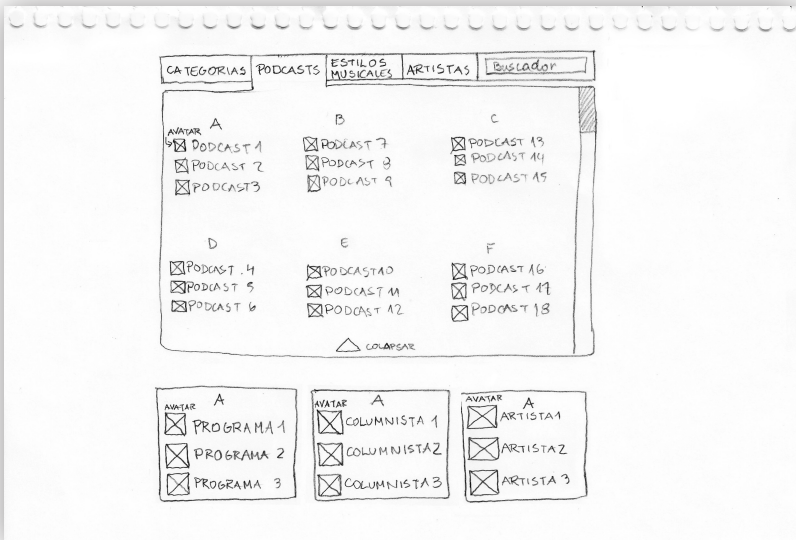 CATEGORIAS
PODCASTS
ESTILOS
MUSICALES
ARTISTAS
Buscador
A
AVATAR
PODCAST 1
PODCAST 2
PODCAST3
B
PODCAST 7
PODCAST 8
PODCAST 9
C
PODCAST 13
PODCAST 14
PODCAST 15
D
PODCAST .4
PODCAST 5
PODCAST 6
E
PODCAST10
PODCAST 11
PODCAST 12
F
PODCAST 16
PODCAST 17
PODCAST 18
COLAPSAR
A
AVATAR
PROGRAMA1
PROGRAMA 2
PROGRAMA 3
A
AVATAR
COLUMNISTA 1
COLUMNISTA2
COLUMNISTA3
AVATAR
A
ARTISTA1
ARTISTA2
ARTISTA 3